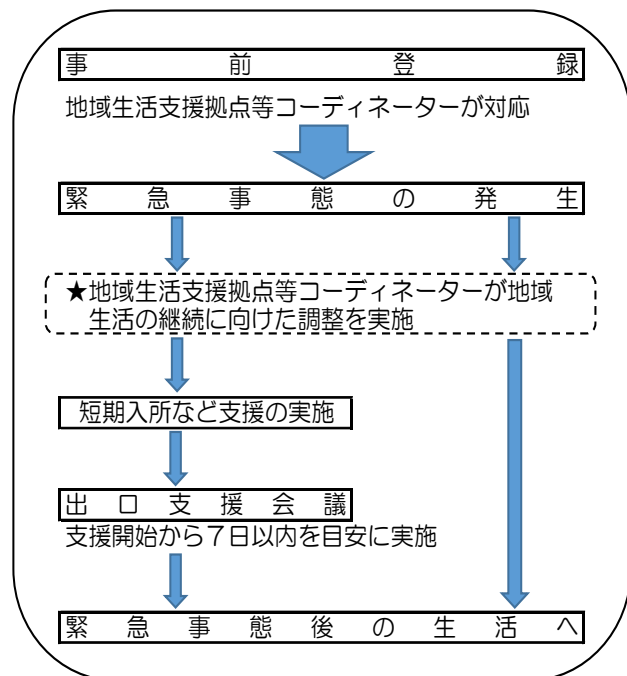 事前登録
地域生活支援拠点等コーディネーターが対応
緊急事態の発生
★地域生活支援拠点等コーディネーターが地域
生活の継続に向けた調整を実施
短期入所など支援の実施
出口支援会議
支援開始から７日以内を目安に実施
緊急事態後の生活へ